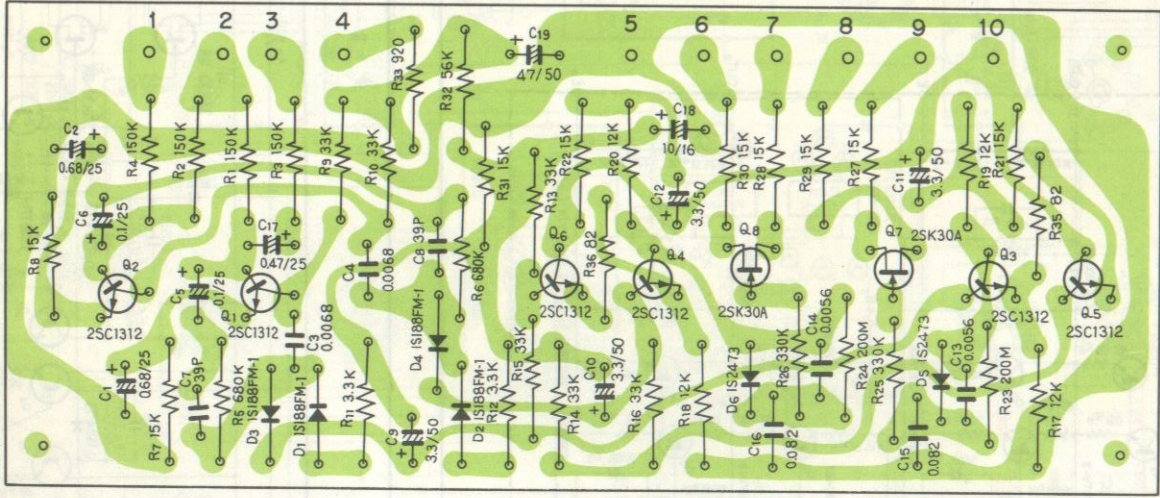 1 2 3 4 5 6 7 8 9 10
R33 920
R32 56K
C19
47/50
C2
0.68/25
R4 150K
R2 150K
R1 150K
R3 150K
R9 33K
R10 33K
R31 15K
R13 33K
R22 15K
R20 12K
C18
10/16
C12
3.3/50
R30 15K
R28 15K
R29 15K
R27 15K
C11
3.3/50
R19 12K
R21 15K
R35 82
R8 15K
C6
0.1/25
C17
0.47/25
C4
0.0068
C8 39P
R6 680K
Q6
R36 82
Q4
Q8
Q7
2SK30A
Q3
Q2
2SC1312
C5
0.1/25
Q1
2SC1312
C3
0.0068
D4 IS188FM-1
2SC1312
2SC1312
2SK30A
2SC1312
Q5
2SC1312
C1
0.68/25
R7 15K
C7
39P
R5 680K
D3 IS188FM-1
D1 IS188FM-1
R11 3.3K
C9
3.3/50
D2 IS188FM-1
R12 3.3K
R15 33K
R14 33K
C10
3.3/50
R16 33K
R18 12K
D6 IS2473
C16
0.082
R26 330K
C14
0.0056
R24 200M
R25 330K
D5 IS2473
C15
0.082
C13
0.0056
R23 200M
R17 12K